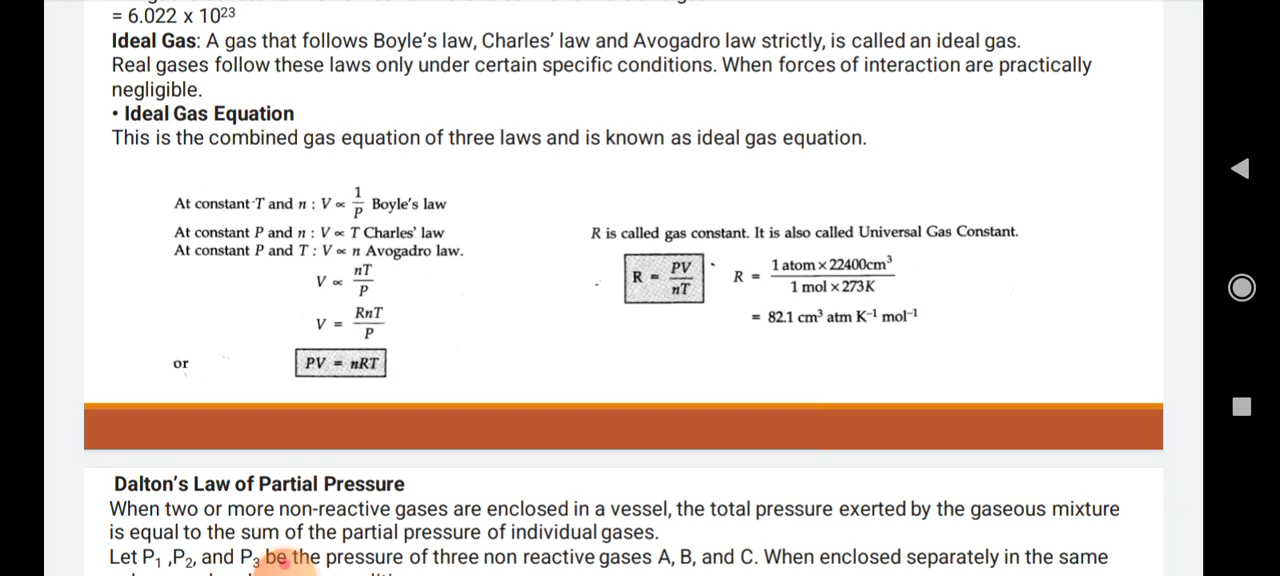 = 6.022 x 10²³
Ideal Gas: A gas that follows Boyle's law, Charles' law and Avogadro law strictly, is called an ideal gas.
Real gases follow these laws only under certain specific conditions. When forces of interaction are practically
negligible.
• Ideal Gas Equation
This is the combined gas equation of three laws and is known as ideal gas equation.
At constant T and n : V ∝ 1/P Boyle's law
At constant P and n : V ∝ T Charles' law
At constant P and T : V ∝ n Avogadro law.
V ∝ nT/P
V = RnT/P
or PV = nRT
R is called gas constant. It is also called Universal Gas Constant.
R = PV/nT R = 1 atom × 22400cm³/1 mol × 273K
= 82.1 cm³ atm K⁻¹ mol⁻¹
Dalton's Law of Partial Pressure
When two or more non-reactive gases are enclosed in a vessel, the total pressure exerted by the gaseous mixture
is equal to the sum of the partial pressure of individual gases.
Let P₁ ,P₂, and P₃ be the pressure of three non reactive gases A, B, and C. When enclosed separately in the same